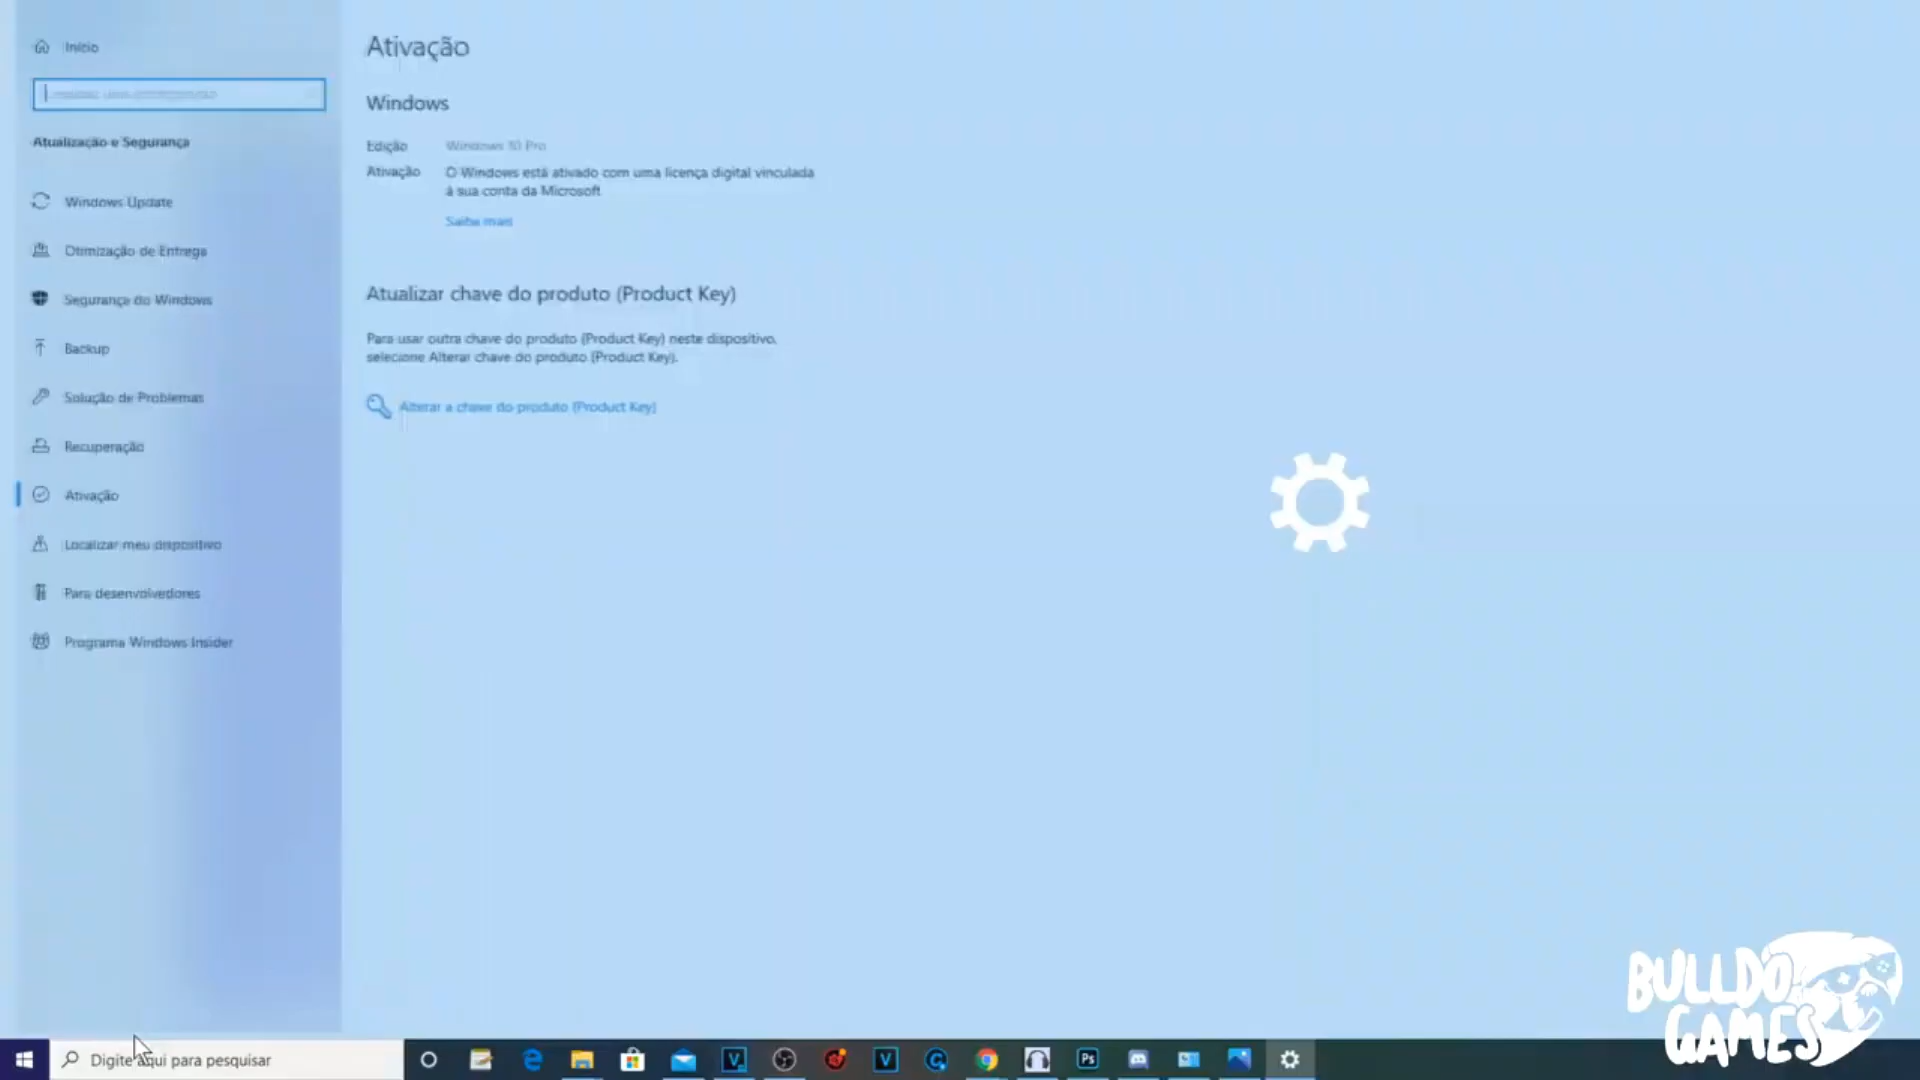 Início
Atualização e Segurança
Windows Update
Otimização de Entrega
Segurança do Windows
Backup
Solução de Problemas
Recuperação
Ativação
Localizar meu dispositivo
Para desenvolvedores
Programa Windows Insider
Ativação
Windows
Edição Windows 10 Pro
Ativação O Windows está ativado com uma licença digital vinculada
à sua conta da Microsoft
Saiba mais
Atualizar chave do produto (Product Key)
Para usar outra chave do produto (Product Key) neste dispositivo,
selecione Alterar chave do produto (Product Key).
Alterar a chave do produto (Product Key)
BULLDOG
GAMES
Digite aqui para pesquisar
V
V
Ps